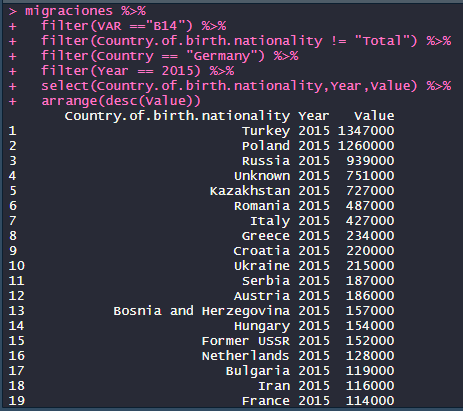 > migraciones %>%
+   filter(VAR =="B14") %>%
+   filter(Country.of.birth.nationality != "Total") %>%
+   filter(Country == "Germany") %>%
+   filter(Year == 2015) %>%
+   select(Country.of.birth.nationality,Year,Value) %>%
+   arrange(desc(Value))
   Country.of.birth.nationality Year   Value
1                        Turkey 2015 1347000
2                        Poland 2015 1260000
3                        Russia 2015  939000
4                       Unknown 2015  751000
5                    Kazakhstan 2015  727000
6                       Romania 2015  487000
7                         Italy 2015  427000
8                        Greece 2015  234000
9                       Croatia 2015  220000
10                      Ukraine 2015  215000
11                       Serbia 2015  187000
12                      Austria 2015  186000
13       Bosnia and Herzegovina 2015  157000
14                      Hungary 2015  154000
15                  Former USSR 2015  152000
16                  Netherlands 2015  128000
17                     Bulgaria 2015  119000
18                         Iran 2015  116000
19                       France 2015  114000